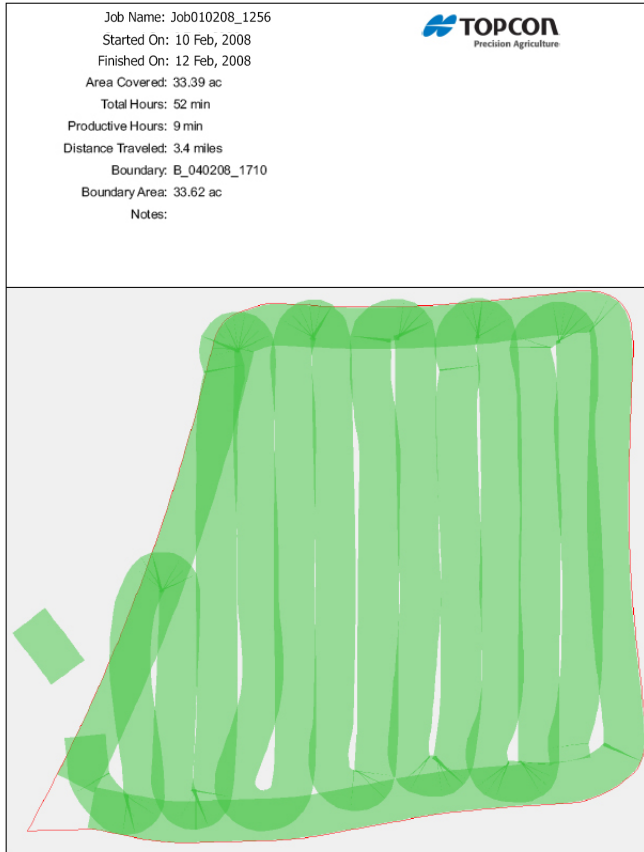 Job Name: Job010208_1256
TOPCON
Precision Agriculture
Started On: 10 Feb, 2008
Finished On: 12 Feb, 2008
Area Covered: 33.39 ac
Total Hours: 52 min
Productive Hours: 9 min
Distance Traveled: 3.4 miles
Boundary: B_040208_1710
Boundary Area: 33.62 ac
Notes: